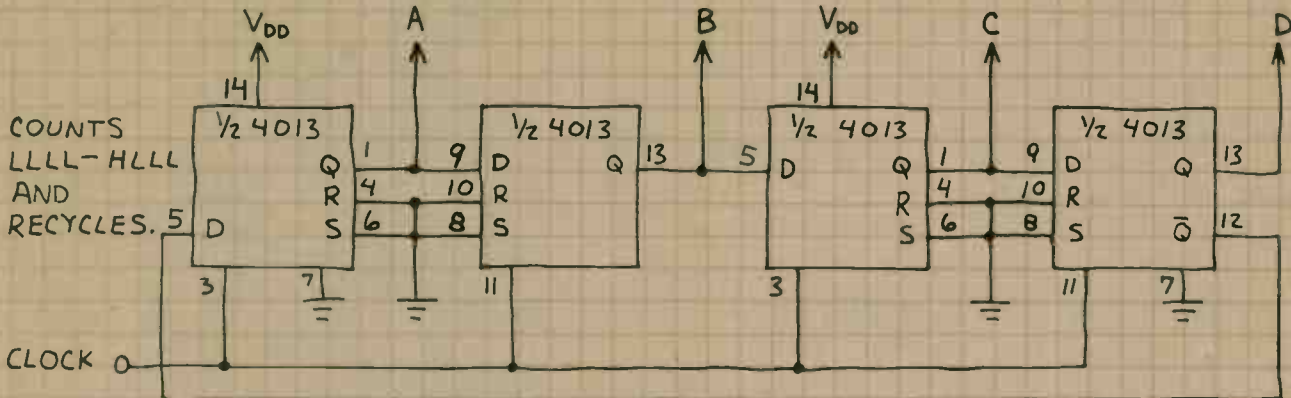 V_DD A B V_DD C D
14 14
COUNTS ½ 4013 ½ 4013 ½ 4013 ½ 4013
LLLL-HLLL Q 1 9 D Q 13 5 D Q 1 9 D Q 13
AND R 4 10 R R 4 10 R
RECYCLES. 5 D S 6 8 S S 6 8 S Q̅ 12
3 7 11 3 11 7
CLOCK